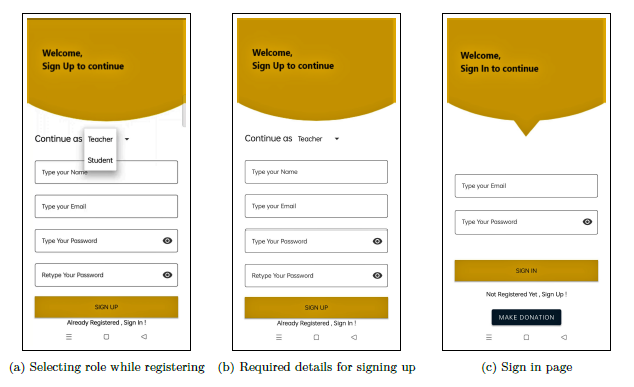 Welcome,
Sign Up to continue
Continue as Teacher
Student
Type your Name
Type your Email
Type Your Password
Retype Your Password
SIGN UP
Already Registered , Sign In !
(a) Selecting role while registering
Welcome,
Sign Up to continue
Continue as Teacher
Type your Name
Type your Email
Type Your Password
Retype Your Password
SIGN UP
Already Registered , Sign In !
(b) Required details for signing up
Welcome,
Sign In to continue
Type your Email
Type Your Password
SIGN IN
Not Registered Yet , Sign Up !
MAKE DONATION
(c) Sign in page